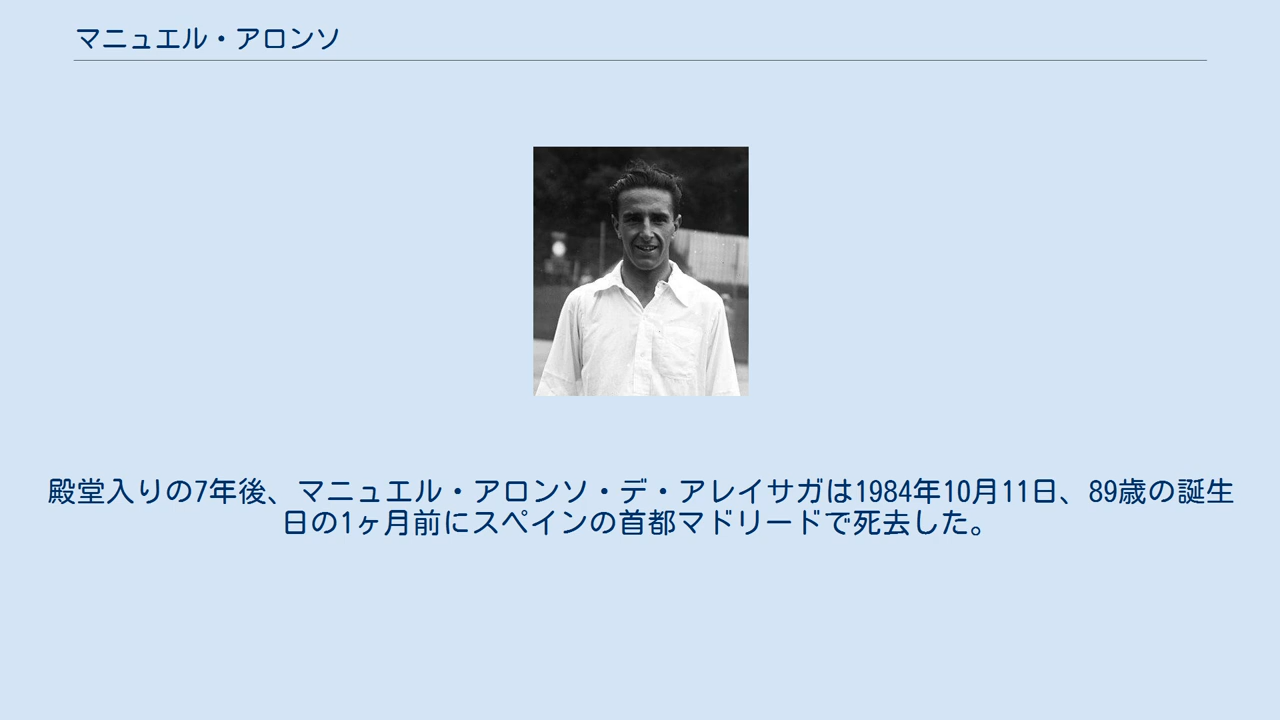 マニュエル・アロンソ
殿堂入りの7年後、マニュエル・アロンソ・デ・アレイサガは1984年10月11日、89歳の誕生
日の1ヶ月前にスペインの首都マドリードで死去した。